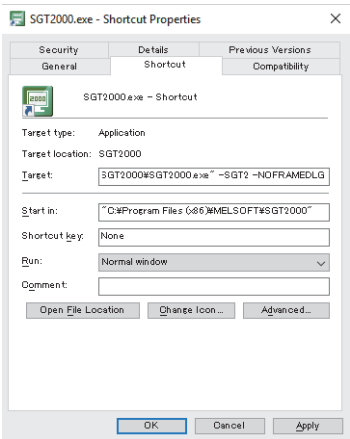 SGT2000.exe - Shortcut Properties
Security Details Previous Versions
General Shortcut Compatibility
SGT2000.exe - Shortcut
Target type: Application
Target location: SGT2000
Target: SGT2000¥SGT2000.exe" -SGT2 -NOFRAMEDLG
Start in: "C:¥Program Files (x86)¥MELSOFT¥SGT2000"
Shortcut key: None
Run: Normal window
Comment:
Open File Location Change Icon... Advanced...
OK Cancel Apply